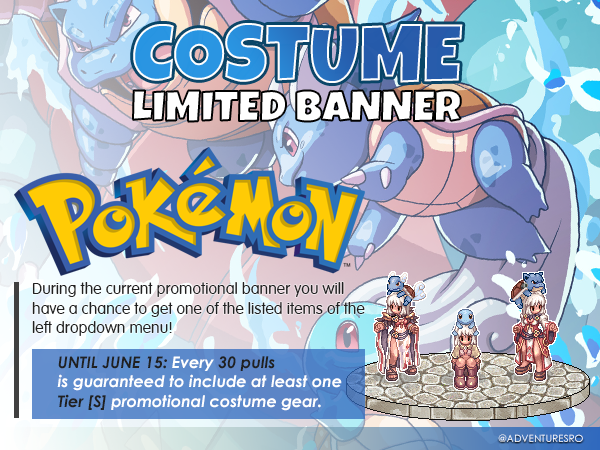 COSTUME
LIMITED BANNER
POKéMON
™
During the current promotional banner you will
have a chance to get one of the listed items of the
left dropdown menu!
UNTIL JUNE 15: Every 30 pulls
is guaranteed to include at least one
Tier [S] promotional costume gear.
@ADVENTURESRO